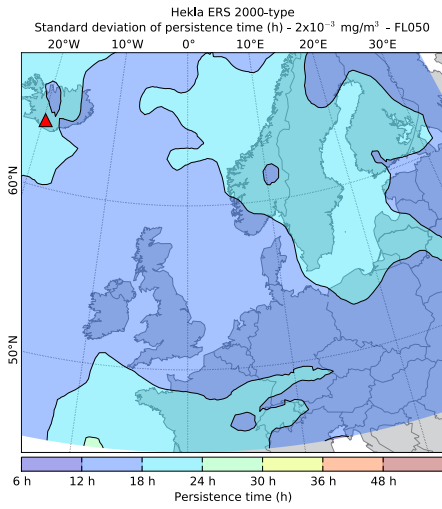 Hekla ERS 2000-type
Standard deviation of persistence time (h) - 2x10⁻³ mg/m³ - FL050
20°W 10°W 0° 10°E 20°E 30°E
60°N
50°N
6 h 12 h 18 h 24 h 30 h 36 h 48 h
Persistence time (h)